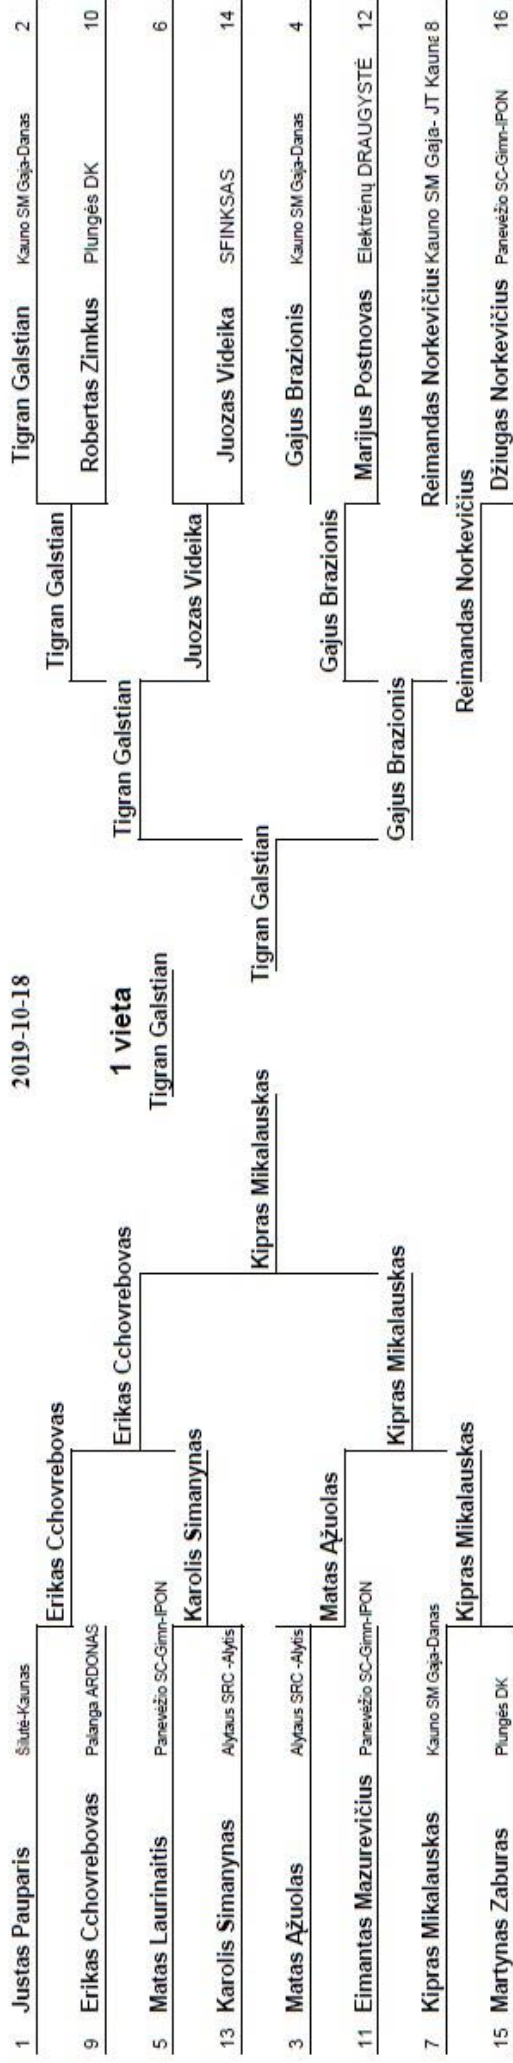 2019-10-18
1 Justas Pauparis Šilutė-Kaunas
Erikas Cchovrebovas
9 Erikas Cchovrebovas Palanga ARDONAS
Erikas Cchovrebovas
5 Matas Laurinaitis Panevėžio SC-Gimn-IPON
Karolis Simanynas
13 Karolis Simanynas Alytaus SRC -Alytis
Kipras Mikalauskas
3 Matas Ąžuolas Alytaus SRC -Alytis
Matas Ąžuolas
11 Eimantas Mazurevičius Panevėžio SC-Gimn-IPON
Kipras Mikalauskas
7 Kipras Mikalauskas Kauno SM Gaja-Danas
Kipras Mikalauskas
15 Martynas Zaburas Plungės DK
1 vieta
Tigran Galstian
Tigran Galstian Kauno SM Gaja-Danas 2
Tigran Galstian
Robertas Zimkus Plungės DK 10
Tigran Galstian
6
Juozas Videika
Juozas Videika SFINKSAS 14
Tigran Galstian
Gajus Brazionis Kauno SM Gaja-Danas 4
Gajus Brazionis
Marijus Postnovas Elektrėnų DRAUGYSTĖ 12
Gajus Brazionis
Reimandas Norkevičius Kauno SM Gaja- JT Kauna 8
Reimandas Norkevičius
Džiugas Norkevičius Panevėžio SC-Gimn-IPON 16